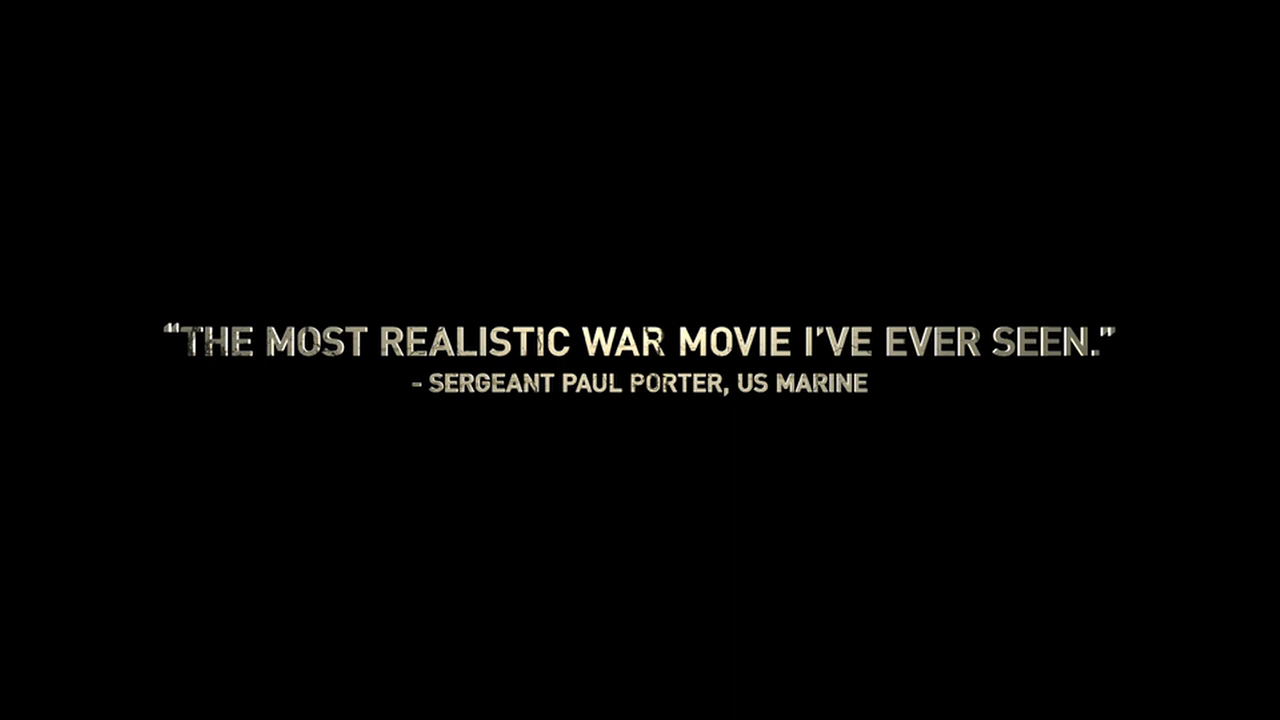 “THE MOST REALISTIC WAR MOVIE I’VE EVER SEEN.”
- SERGEANT PAUL PORTER, US MARINE